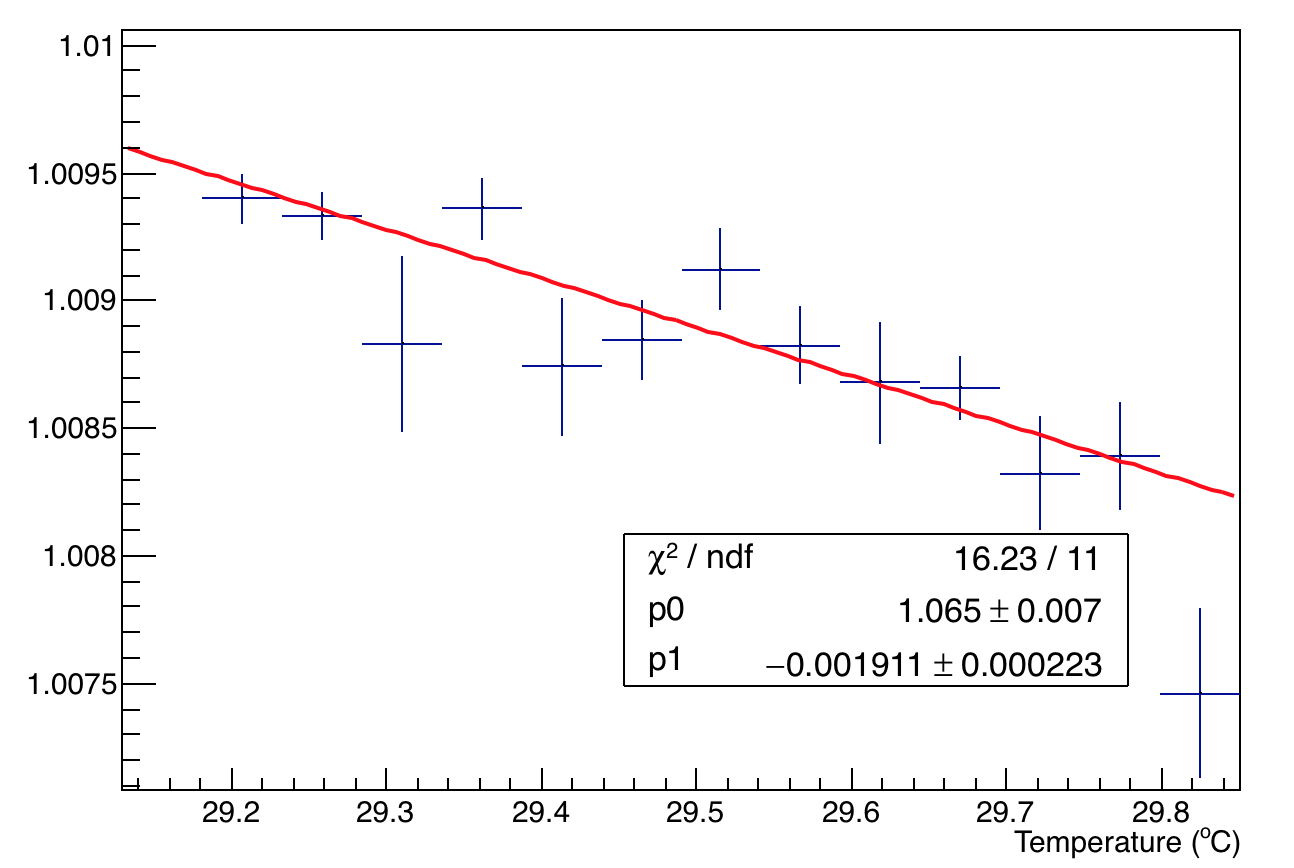 1.01
1.0095
1.009
1.0085
1.008
1.0075
χ² / ndf 16.23 / 11
p0 1.065 ± 0.007
p1 −0.001911 ± 0.000223
29.2 29.3 29.4 29.5 29.6 29.7 29.8
Temperature (°C)